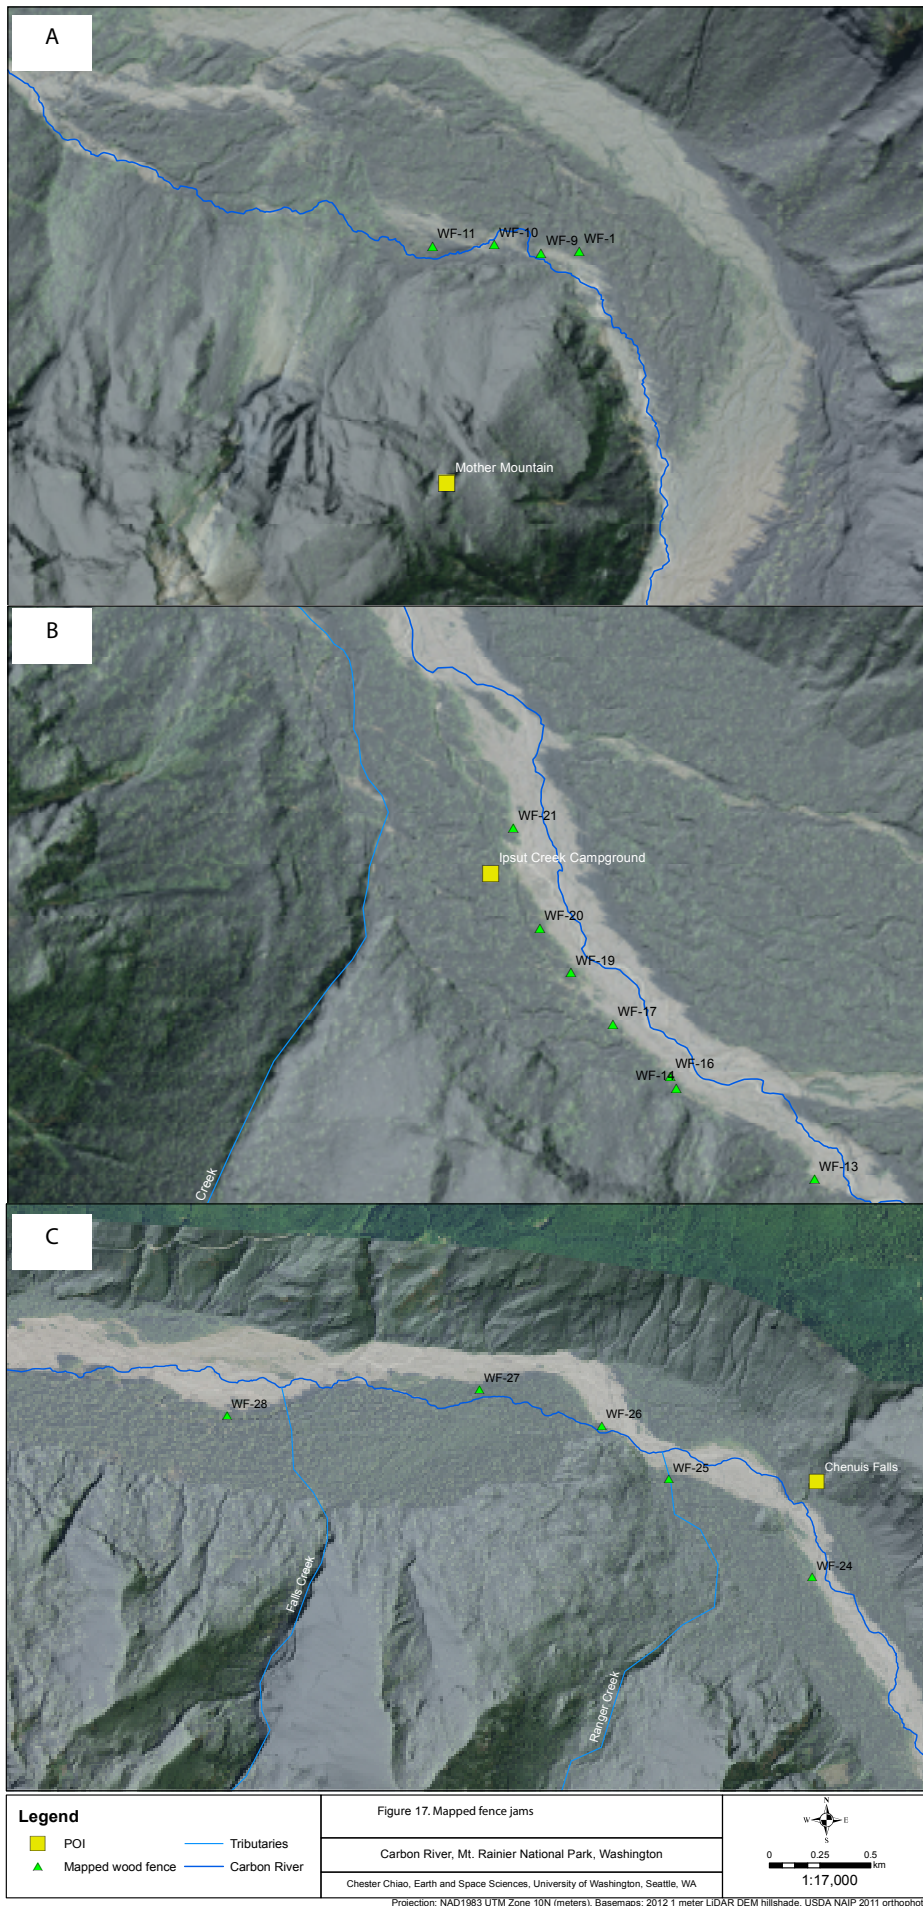 A
WF-11
WF-10
WF-9
WF-1
Mother Mountain
B
WF-21
Ipsut Creek Campground
WF-20
WF-19
WF-17
WF-16
WF-14
WF-13
Creek
C
WF-27
WF-28
WF-26
Chenuis Falls
WF-25
WF-24
Falls Creek
Ranger Creek
Legend
POI
Tributaries
Mapped wood fence
Carbon River
Figure 17. Mapped fence jams
Carbon River, Mt. Rainier National Park, Washington
Chester Chiao, Earth and Space Sciences, University of Washington, Seattle, WA
N
W E
S
0 0.25 0.5
km
1:17,000
Projection: NAD1983 UTM Zone 10N (meters). Basemaps: 2012 1 meter LiDAR DEM hillshade, USDA NAIP 2011 orthophot